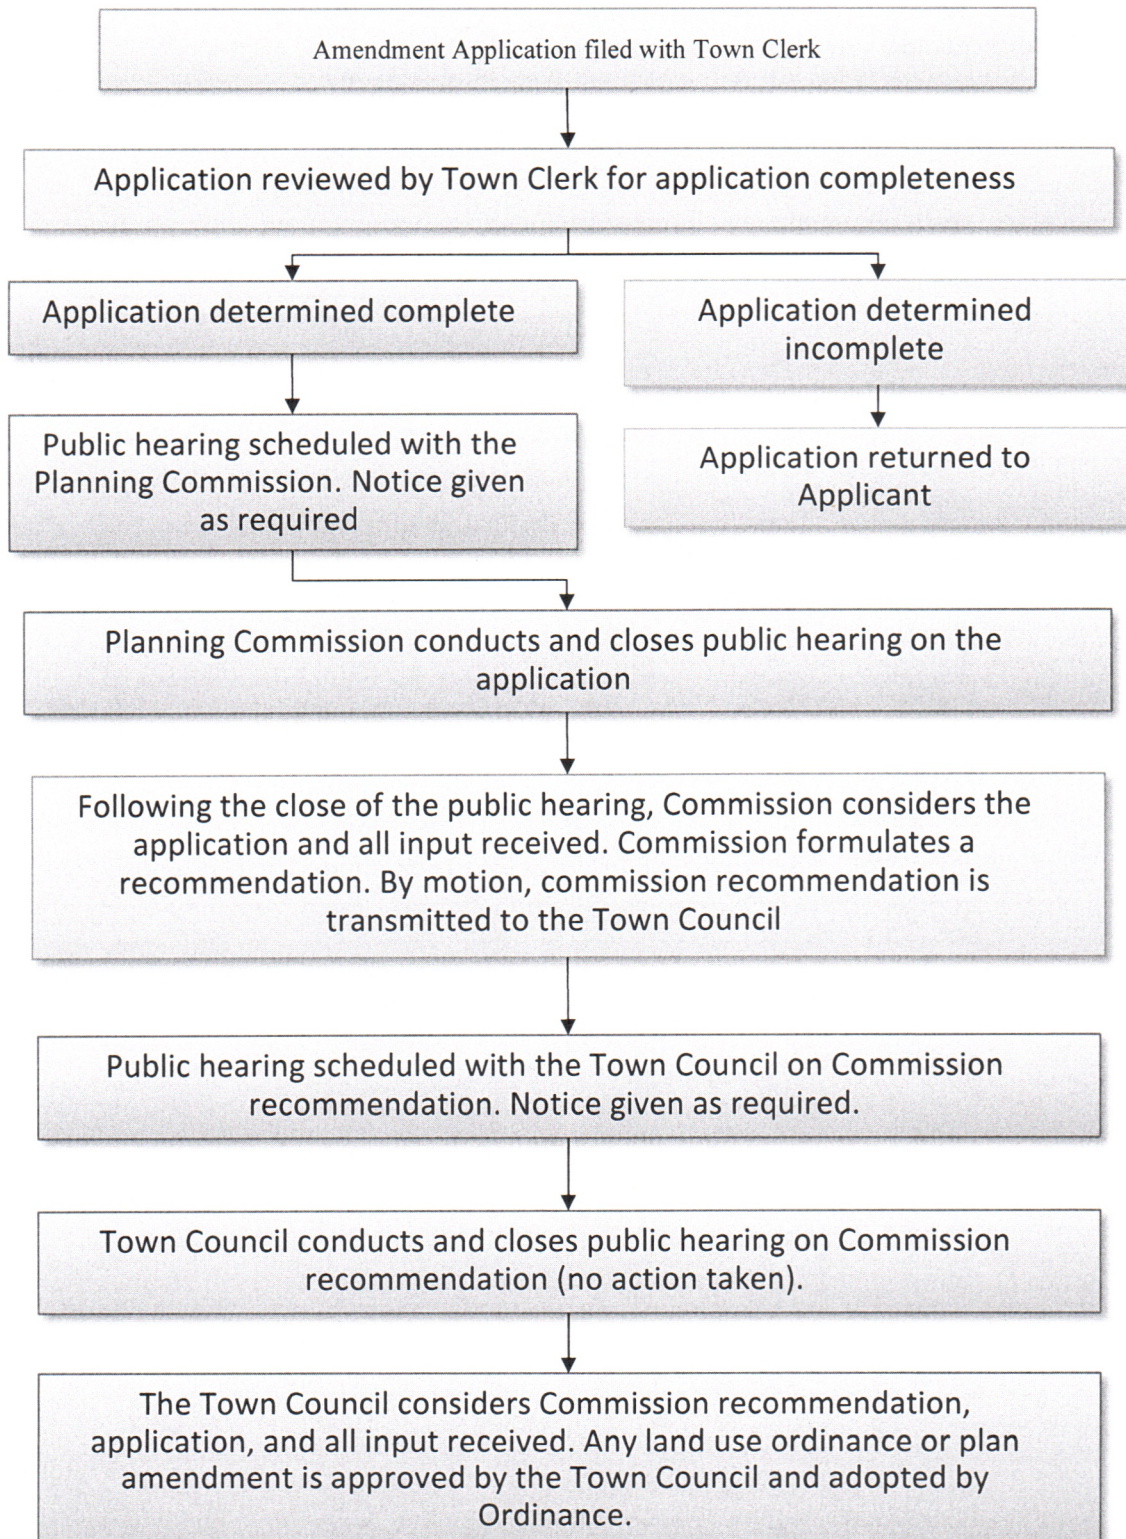 Amendment Application filed with Town Clerk
Application reviewed by Town Clerk for application completeness
Application determined complete
Application determined
incomplete
Public hearing scheduled with the
Planning Commission. Notice given
as required
Application returned to
Applicant
Planning Commission conducts and closes public hearing on the
application
Following the close of the public hearing, Commission considers the
application and all input received. Commission formulates a
recommendation. By motion, commission recommendation is
transmitted to the Town Council
Public hearing scheduled with the Town Council on Commission
recommendation. Notice given as required.
Town Council conducts and closes public hearing on Commission
recommendation (no action taken).
The Town Council considers Commission recommendation,
application, and all input received. Any land use ordinance or plan
amendment is approved by the Town Council and adopted by
Ordinance.